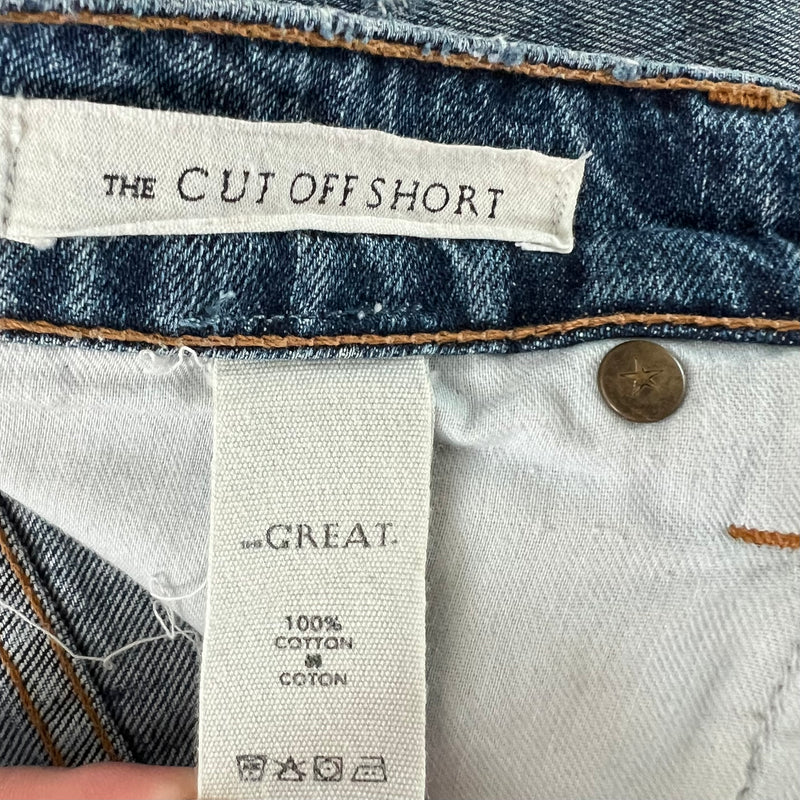 THE CUT OFF SHORT
THE GREAT.
100%
COTTON
COTON